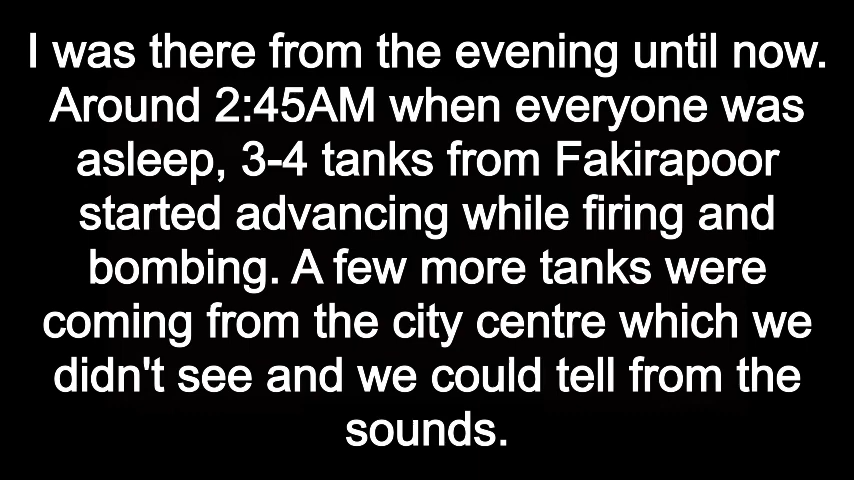 I was there from the evening until now.
Around 2:45AM when everyone was
asleep, 3-4 tanks from Fakirapoor
started advancing while firing and
bombing. A few more tanks were
coming from the city centre which we
didn't see and we could tell from the
sounds.